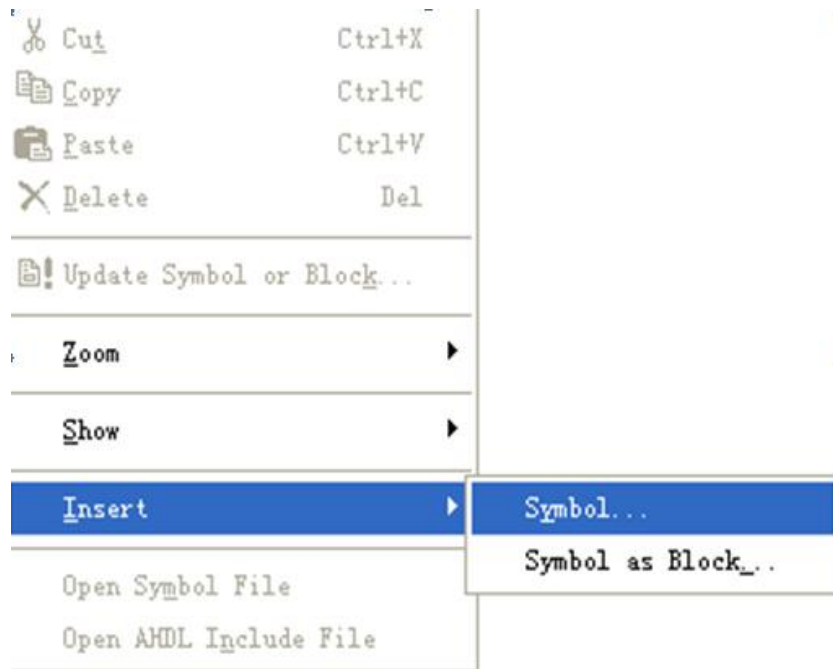 Cut Ctrl+X
Copy Ctrl+C
Paste Ctrl+V
Delete Del
Update Symbol or Block...
Zoom
Show
Insert
Symbol...
Symbol as Block...
Open Symbol File
Open AHDL Include File